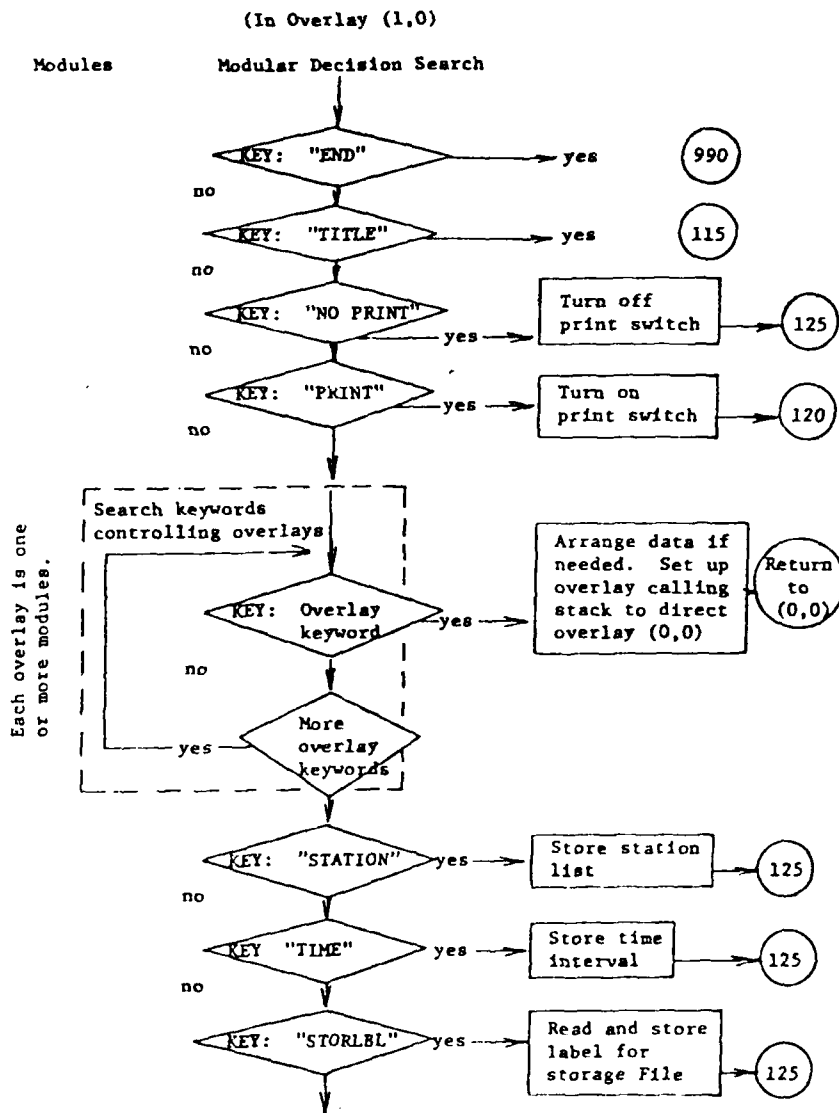 (In Overlay (1,0)
Modules
Modular Decision Search
KEY: "END"
yes
990
no
KEY: "TITLE"
yes
115
no
KEY: "NO PRINT"
yes
Turn off
print switch
125
no
KEY: "PRINT"
yes
Turn on
print switch
120
no
Each overlay is one
or more modules.
Search keywords
controlling overlays
KEY: Overlay
keyword
yes
Arrange data if
needed. Set up
overlay calling
stack to direct
overlay (0,0)
Return
to
(0,0)
no
More
overlay
keywords
yes
KEY: "STATION"
yes
Store station
list
125
no
KEY "TIME"
yes
Store time
interval
125
no
KEY: "STORLBL"
yes
Read and store
label for
storage File
125